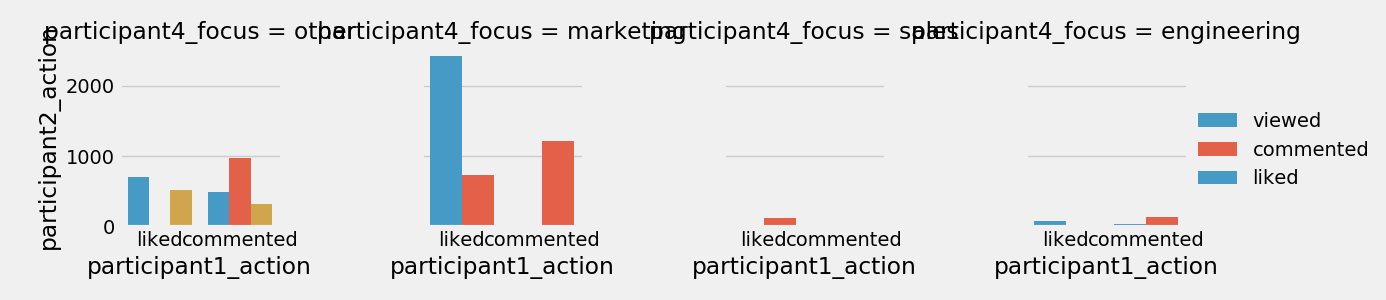 participant4_focus = other
participant4_focus = marketing
participant4_focus = sales
participant4_focus = engineering
participant2_action
2000
1000
0
liked
commented
liked
commented
liked
commented
liked
commented
participant1_action
participant1_action
participant1_action
participant1_action
viewed
commented
liked